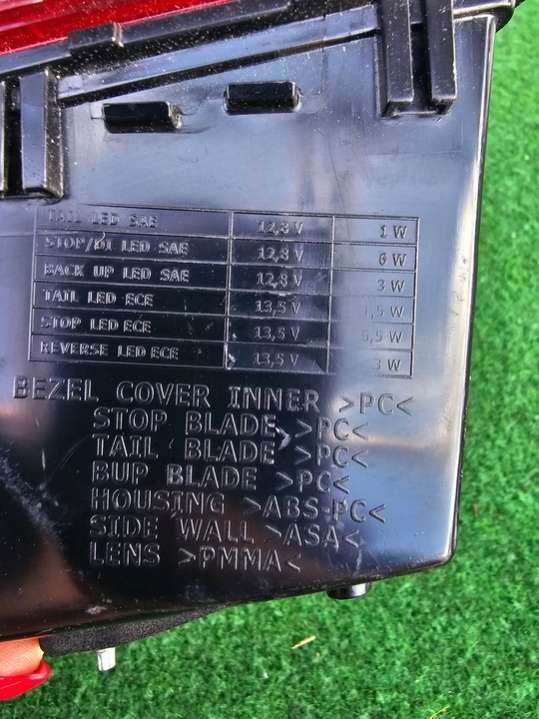 TAIL LED SAE 12,8 V 1 W
STOP/DI LED SAE 12,8 V 6 W
BACK UP LED SAE 12,8 V 3 W
TAIL LED ECE 13,5 V 1,5 W
STOP LED ECE 13,5 V 5,5 W
REVERSE LED ECE 13,5 V 3 W
BEZEL COVER INNER >PC<
STOP BLADE >PC<
TAIL BLADE >PC<
BUP BLADE >PC<
HOUSING >ABS-PC<
SIDE WALL >ASA<
LENS >PMMA<